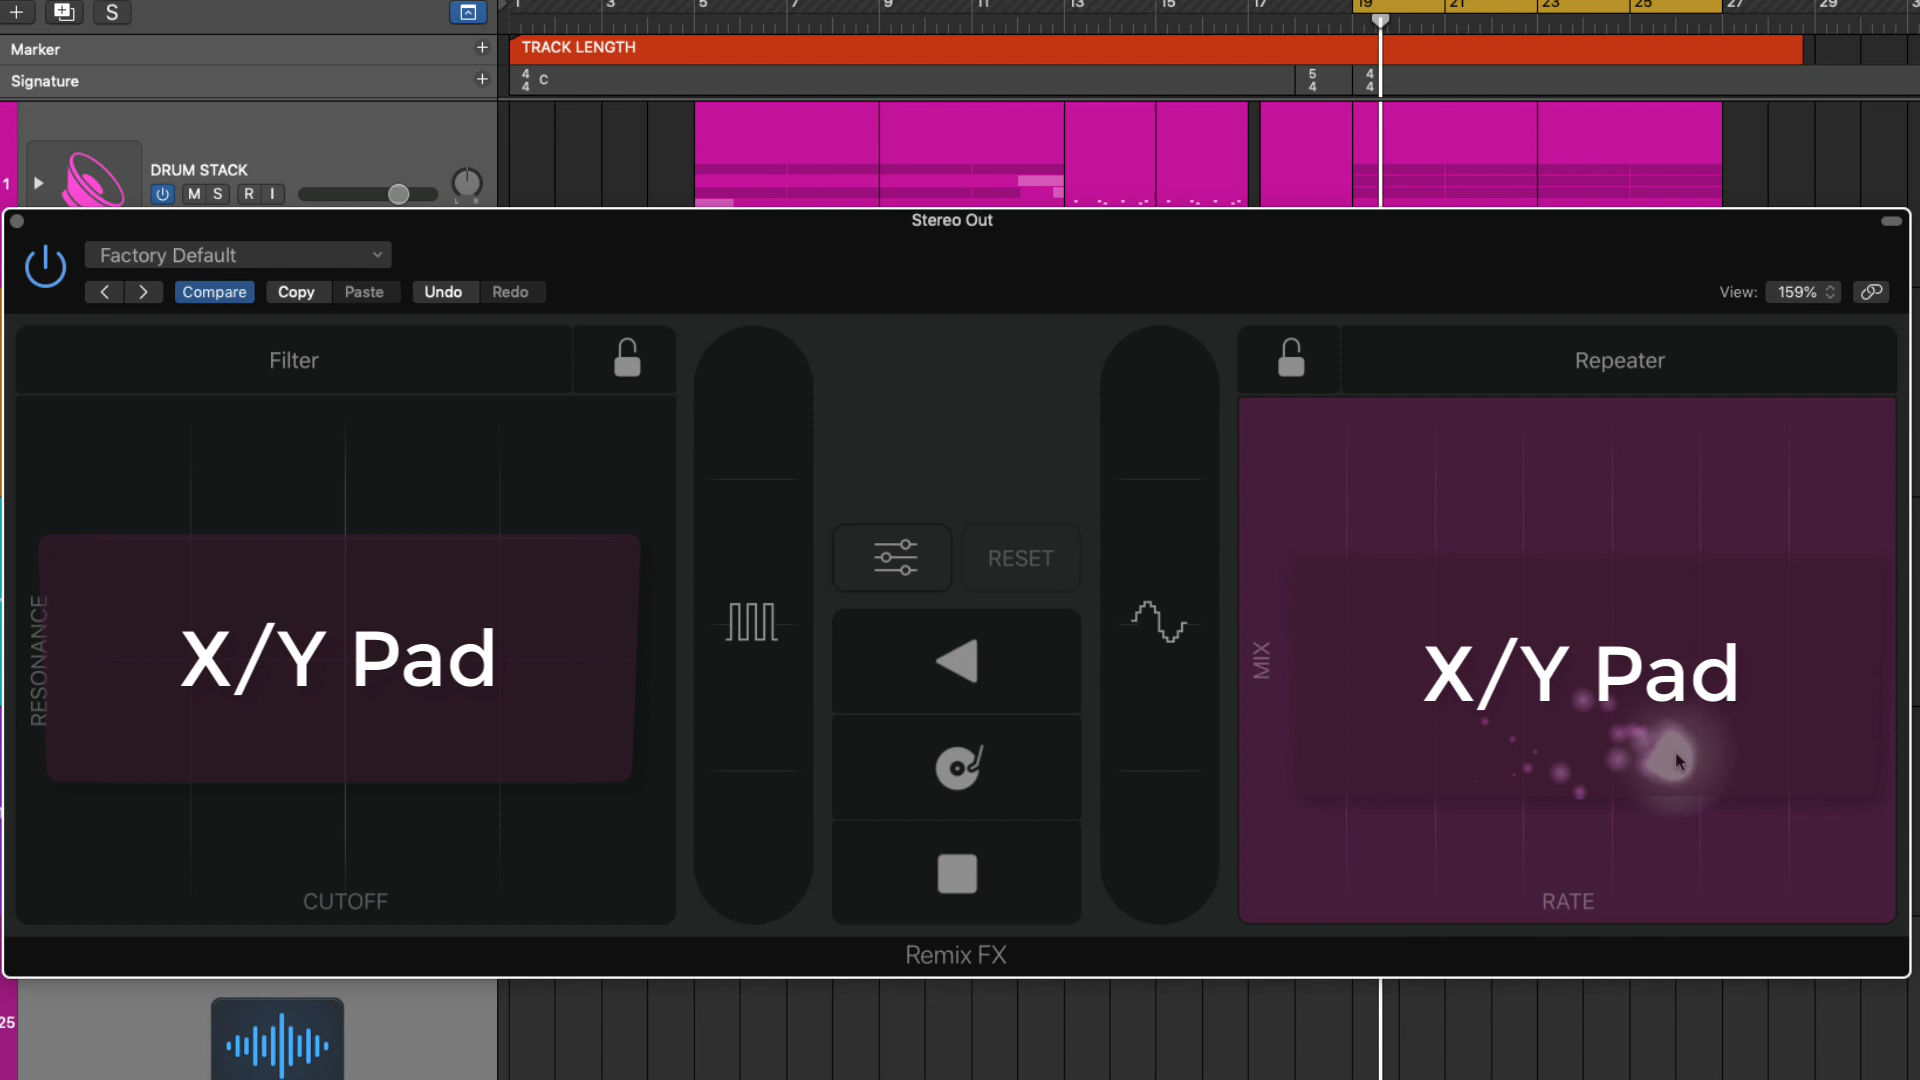 S
1 3 5 7 9 11 13 15 17 19 21 23 25 27 29
Marker +
TRACK LENGTH
Signature +
4/4 C 5/4 4/4
1
DRUM STACK
M S R I
L R
Stereo Out
Factory Default
Compare Copy Paste Undo Redo
View: 159%
Filter
Repeater
RESET
RESONANCE
X/Y Pad
MIX
X/Y Pad
CUTOFF
RATE
Remix FX
25